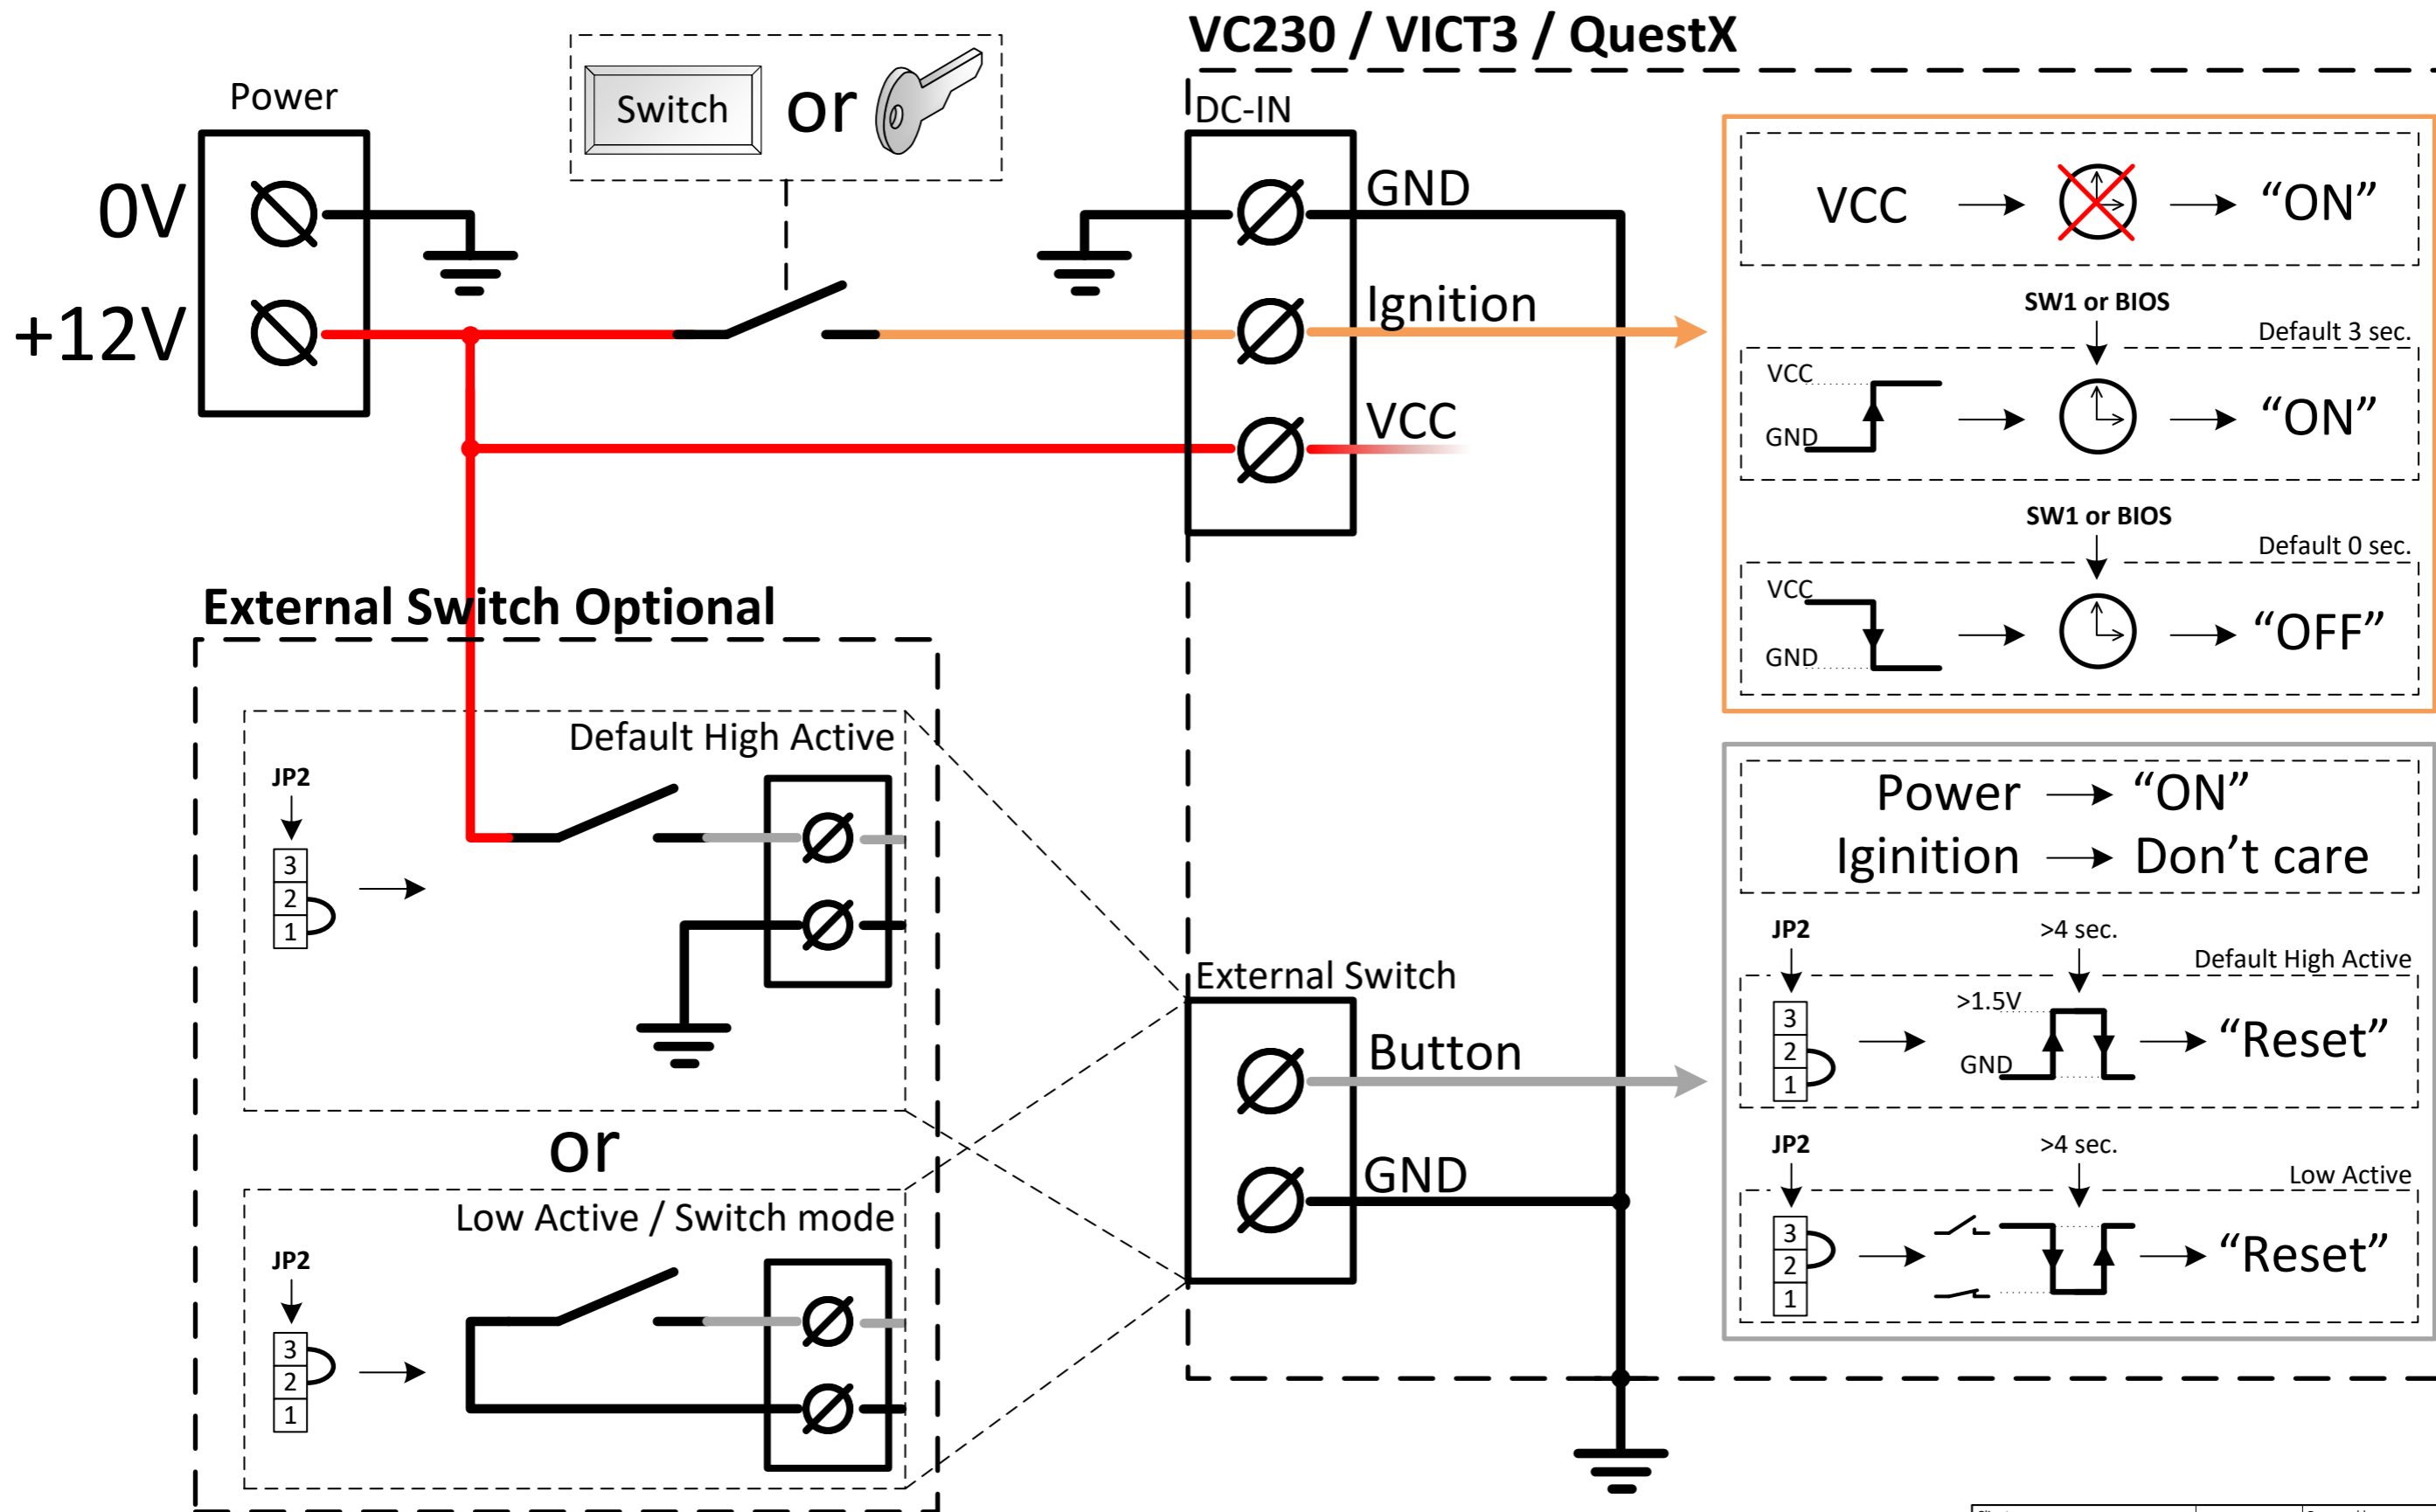 VC230 / VICT3 / QuestX
Power
0V
+12V
Switch
or
DC-IN
GND
Ignition
VCC
VCC
“ON”
SW1 or BIOS
Default 3 sec.
VCC
GND
“ON”
SW1 or BIOS
Default 0 sec.
VCC
GND
“OFF”
External Switch Optional
Default High Active
JP2
3
2
1
or
Low Active / Switch mode
JP2
3
2
1
External Switch
Button
GND
Power
“ON”
Iginition
Don’t care
JP2
>4 sec.
Default High Active
3
2
1
>1.5V
GND
“Reset”
JP2
>4 sec.
Low Active
3
2
1
“Reset”